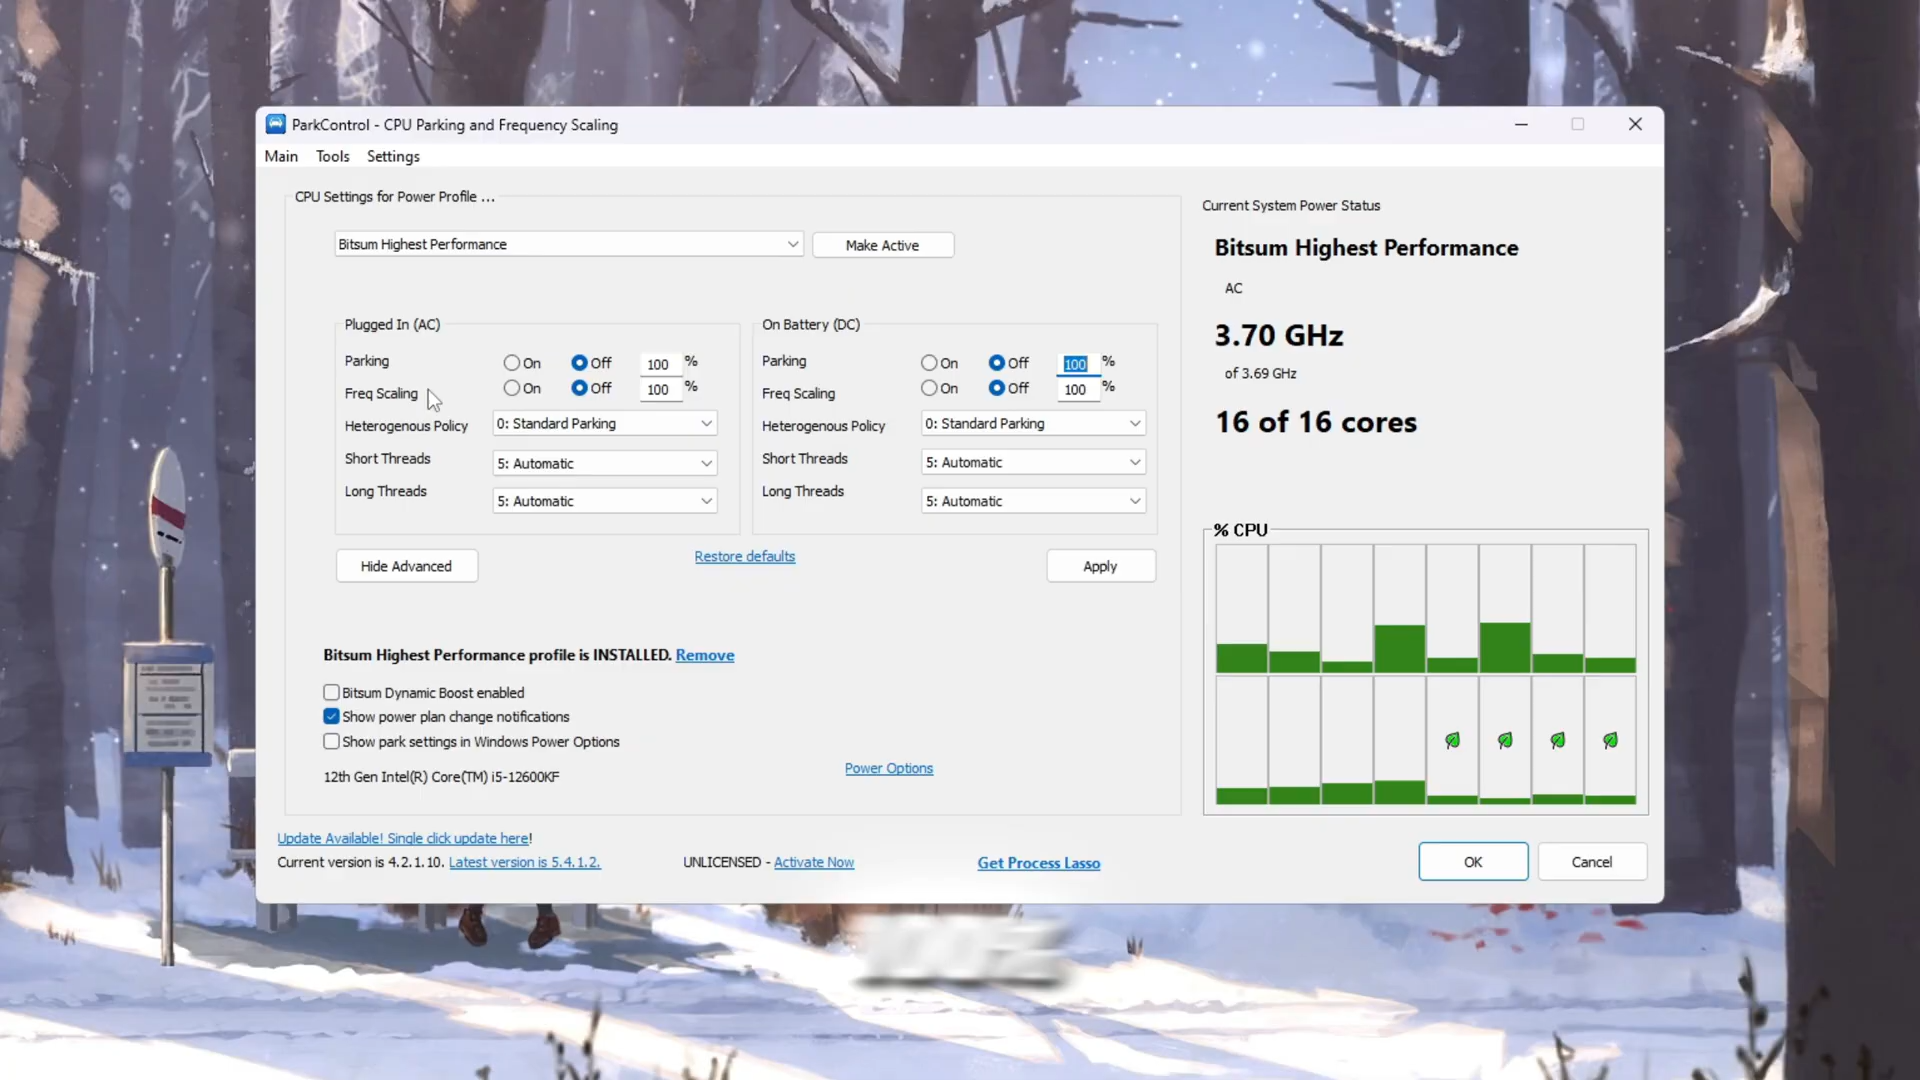 ParkControl - CPU Parking and Frequency Scaling
Main Tools Settings
CPU Settings for Power Profile ...
Bitsum Highest Performance
Make Active
Plugged In (AC)
Parking On Off 100 %
Freq Scaling On Off 100 %
Heterogenous Policy 0: Standard Parking
Short Threads 5: Automatic
Long Threads 5: Automatic
On Battery (DC)
Parking On Off 100 %
Freq Scaling On Off 100 %
Heterogenous Policy 0: Standard Parking
Short Threads 5: Automatic
Long Threads 5: Automatic
Hide Advanced
Restore defaults
Apply
Bitsum Highest Performance profile is INSTALLED. Remove
Bitsum Dynamic Boost enabled
Show power plan change notifications
Show park settings in Windows Power Options
12th Gen Intel(R) Core(TM) i5-12600KF
Power Options
Current System Power Status
Bitsum Highest Performance
AC
3.70 GHz
of 3.69 GHz
16 of 16 cores
% CPU
Update Available! Single click update here!
Current version is 4.2.1.10. Latest version is 5.4.1.2.
UNLICENSED - Activate Now
Get Process Lasso
OK
Cancel
100%